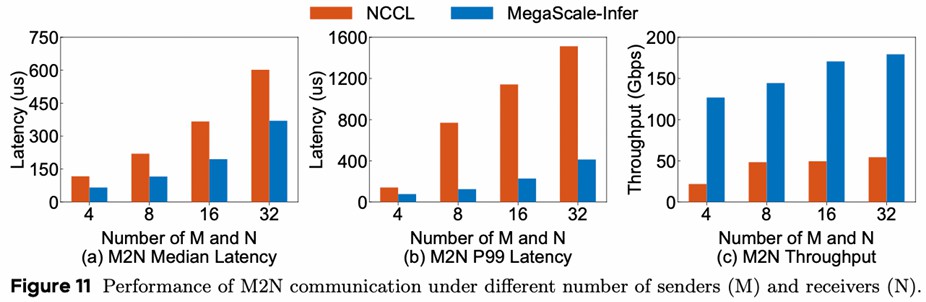 NCCL MegaScale-Infer
750
600
450
300
150
0
Latency (us)
4 8 16 32
Number of M and N
(a) M2N Median Latency
1600
1200
800
400
0
Latency (us)
4 8 16 32
Number of M and N
(b) M2N P99 Latency
200
150
100
50
0
Throughput (Gbps)
4 8 16 32
Number of M and N
(c) M2N Throughput
Figure 11 Performance of M2N communication under different number of senders (M) and receivers (N).